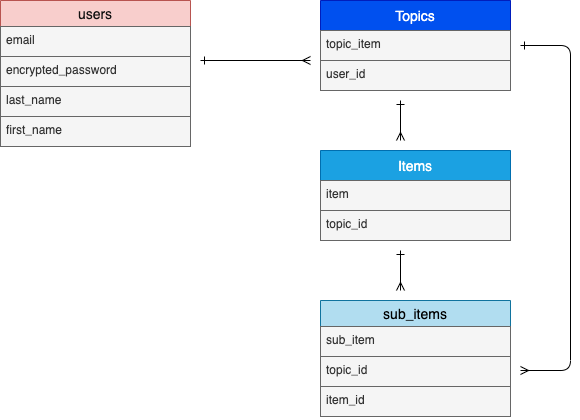 users
email
encrypted_password
last_name
first_name
Topics
topic_item
user_id
Items
item
topic_id
sub_items
sub_item
topic_id
item_id